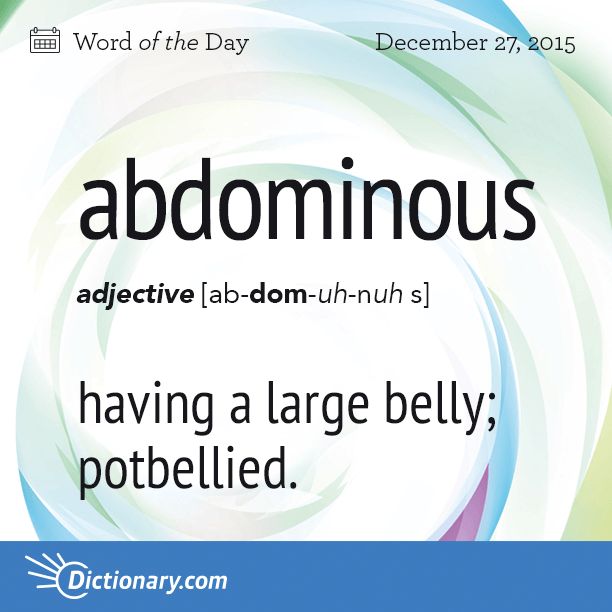 Word of the Day
December 27, 2015
abdominous
adjective [ab-dom-uh-nuh s]
having a large belly;
potbellied.
Dictionary.com